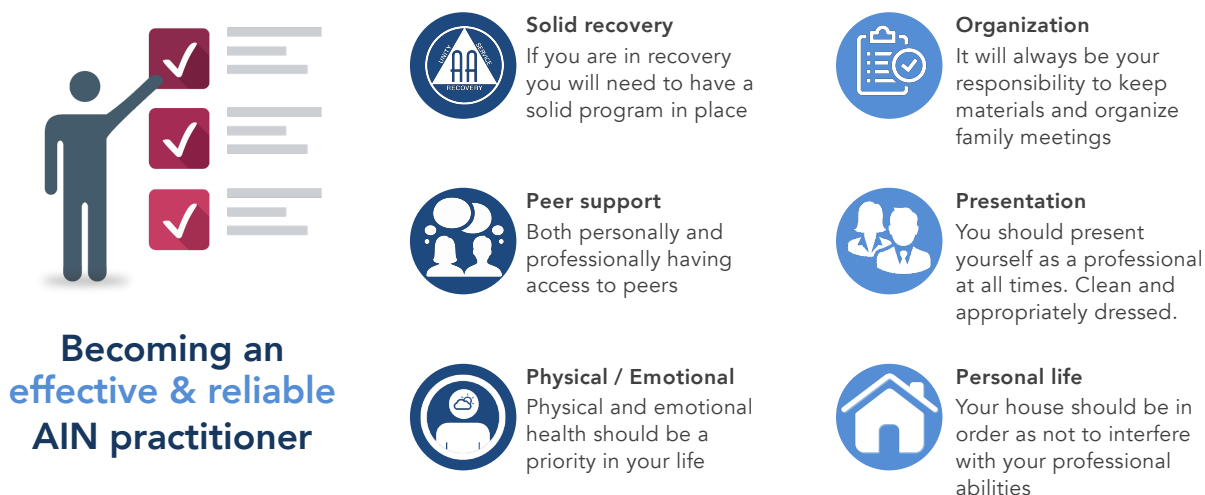 Becoming an
effective & reliable
AIN practitioner
UNITY
SERVICE
AA
RECOVERY
Solid recovery
If you are in recovery
you will need to have a
solid program in place
Peer support
Both personally and
professionally having
access to peers
Physical / Emotional
Physical and emotional
health should be a
priority in your life
Organization
It will always be your
responsibility to keep
materials and organize
family meetings
Presentation
You should present
yourself as a professional
at all times. Clean and
appropriately dressed.
Personal life
Your house should be in
order as not to interfere
with your professional
abilities